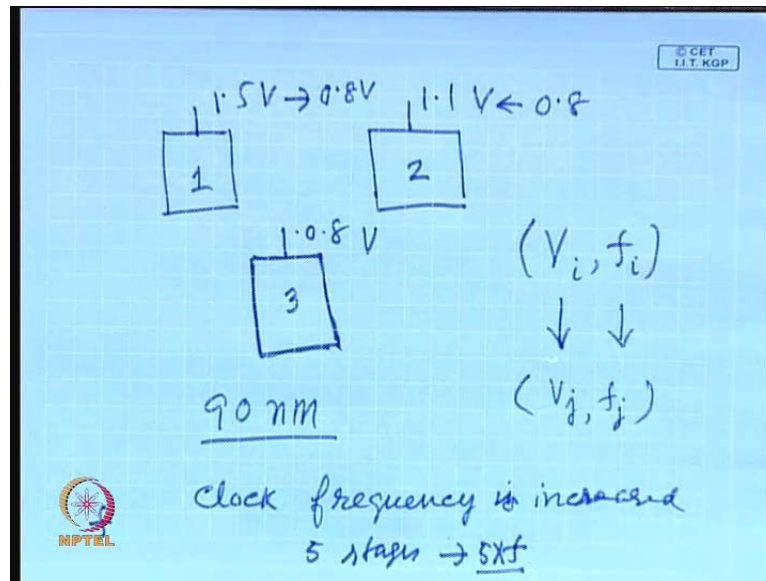 © CET
I.I.T. KGP
1.5V → 0.8V
1.1 V ← 0.8
1
2
0.8 V
3
(Vi, fi)
↓ ↓
(Vj, fj)
90 nm
Clock frequency is increased
5 stages → 5xf
NPTEL